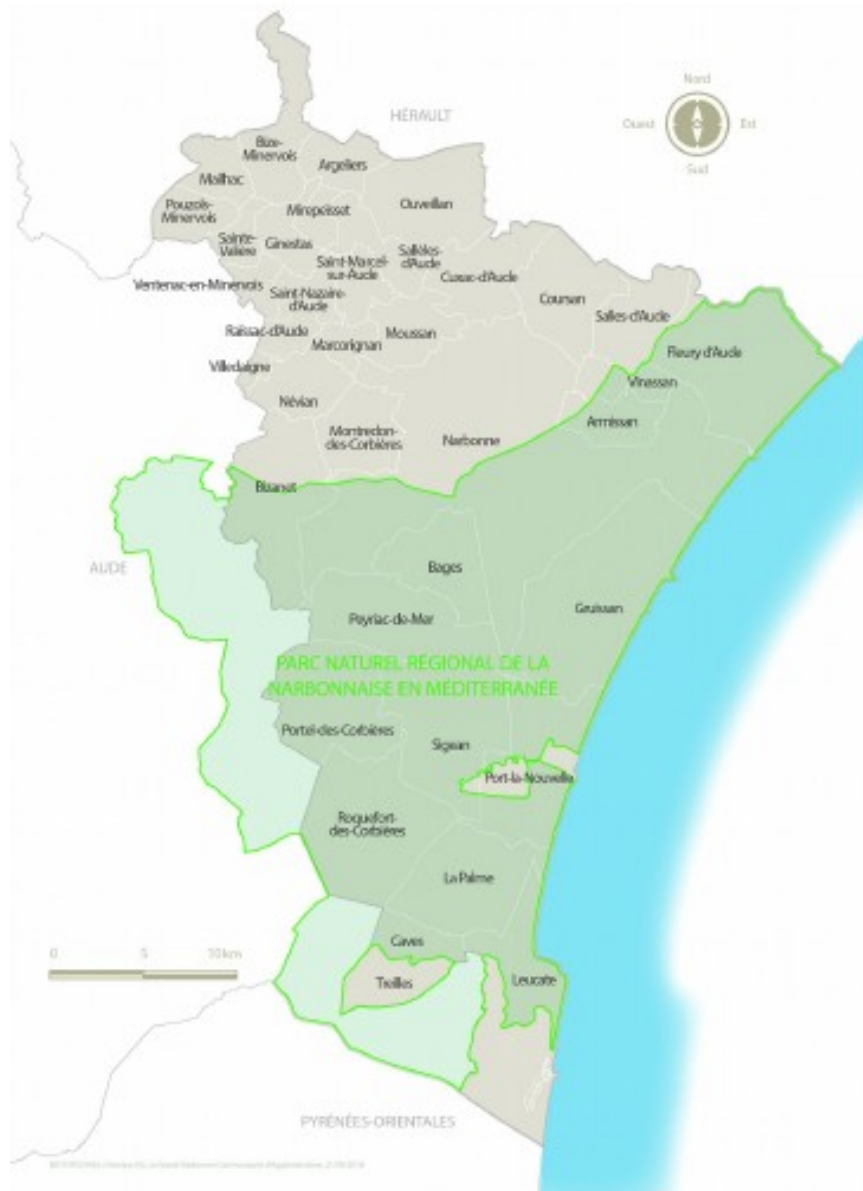 Nord
Ouest
Est
Sud
HÉRAULT
Bize-
Minervois
Argeliers
Mailhac
Pouzols-
Minervois
Mirepeisset
Ouveillan
Sainte-
Valière
Ginestas
Sallèles-
d'Aude
Saint-Marcel-
sur-Aude
Cuxac-d'Aude
Ventenac-en-Minervois
Saint-Nazaire-
d'Aude
Coursan
Salles-d'Aude
Raissac-d'Aude
Moussan
Marcorignan
Villedaigne
Fleury d'Aude
Vinassan
Névian
Armissan
Montredon-
des-Corbières
Narbonne
Bizanet
AUDE
Bages
Gruissan
Peyriac-de-Mer
PARC NATUREL RÉGIONAL DE LA
NARBONNAISE EN MÉDITERRANÉE
Portel-des-Corbières
Sigean
Port-la-Nouvelle
Roquefort-
des-Corbières
La Palme
Caves
0 5 10 km
Treilles
Leucate
PYRÉNÉES-ORIENTALES